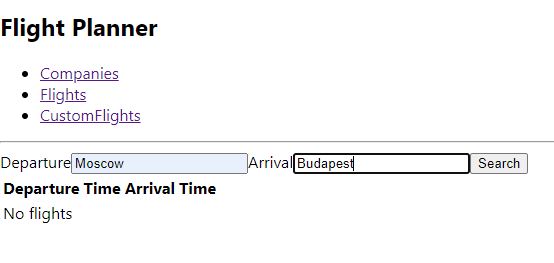 Flight Planner
Companies
Flights
CustomFlights
Departure Moscow Arrival Budapest Search
Departure Time Arrival Time
No flights